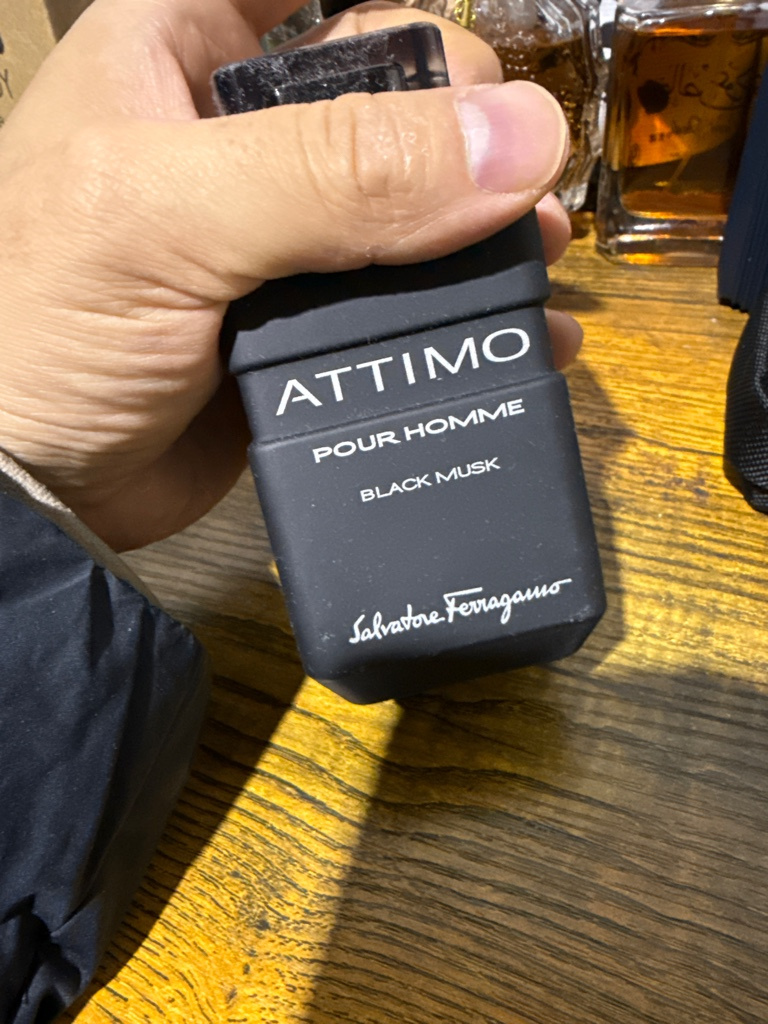 ATTIMO
POUR HOMME
BLACK MUSK
Salvatore Ferragamo